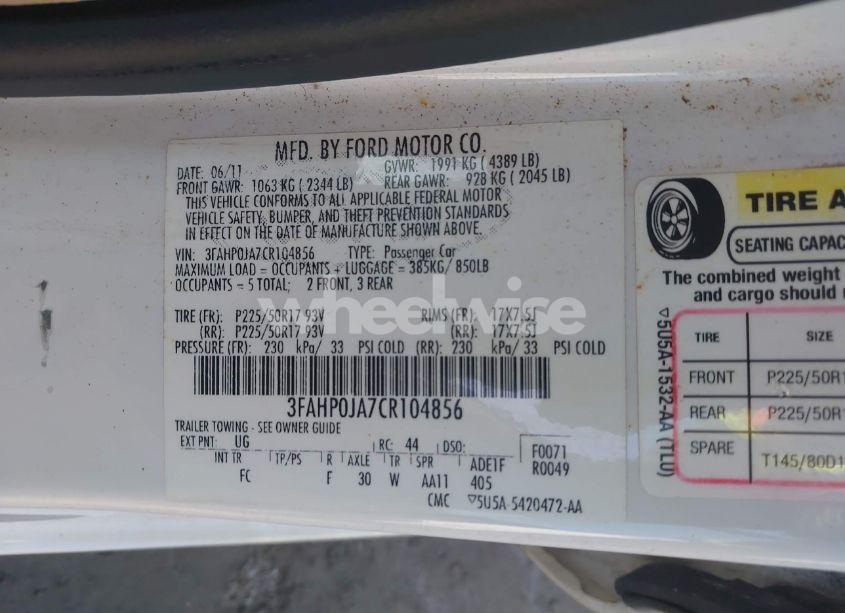 MFD. BY FORD MOTOR CO.
DATE: 06/11 GVWR: 1991 KG ( 4389 LB)
FRONT GAWR: 1063 KG ( 2344 LB) REAR GAWR: 928 KG ( 2045 LB)
THIS VEHICLE CONFORMS TO ALL APPLICABLE FEDERAL MOTOR
VEHICLE SAFETY, BUMPER, AND THEFT PREVENTION STANDARDS
IN EFFECT ON THE DATE OF MANUFACTURE SHOWN ABOVE.
VIN: 3FAHP0JA7CR104856 TYPE: Passenger Car
MAXIMUM LOAD = OCCUPANTS + LUGGAGE = 385KG/ 850LB
OCCUPANTS = 5 TOTAL; 2 FRONT, 3 REAR
wheelwise
TIRE (FR): P225/50R17 93V RIMS (FR): 17X7.5J
(RR): P225/50R17 93V (RR): 17X7.5J
PRESSURE (FR): 230 kPa/ 33 PSI COLD (RR): 230 kPa/ 33 PSI COLD
3FAHP0JA7CR104856
TRAILER TOWING - SEE OWNER GUIDE
EXT PNT: UG RC: 44 DSO: F0071
R0049
INT TR TP/PS R AXLE TR SPR ADE1F
FC F 30 W AA11 405
CMC ▽5U5A-5420472-AA
TIRE A
SEATING CAPAC
The combined weight
and cargo should
▽5U5A-1532-AA (TLU)
TIRE SIZE
FRONT P225/50R1
REAR P225/50R1
SPARE T145/80D1